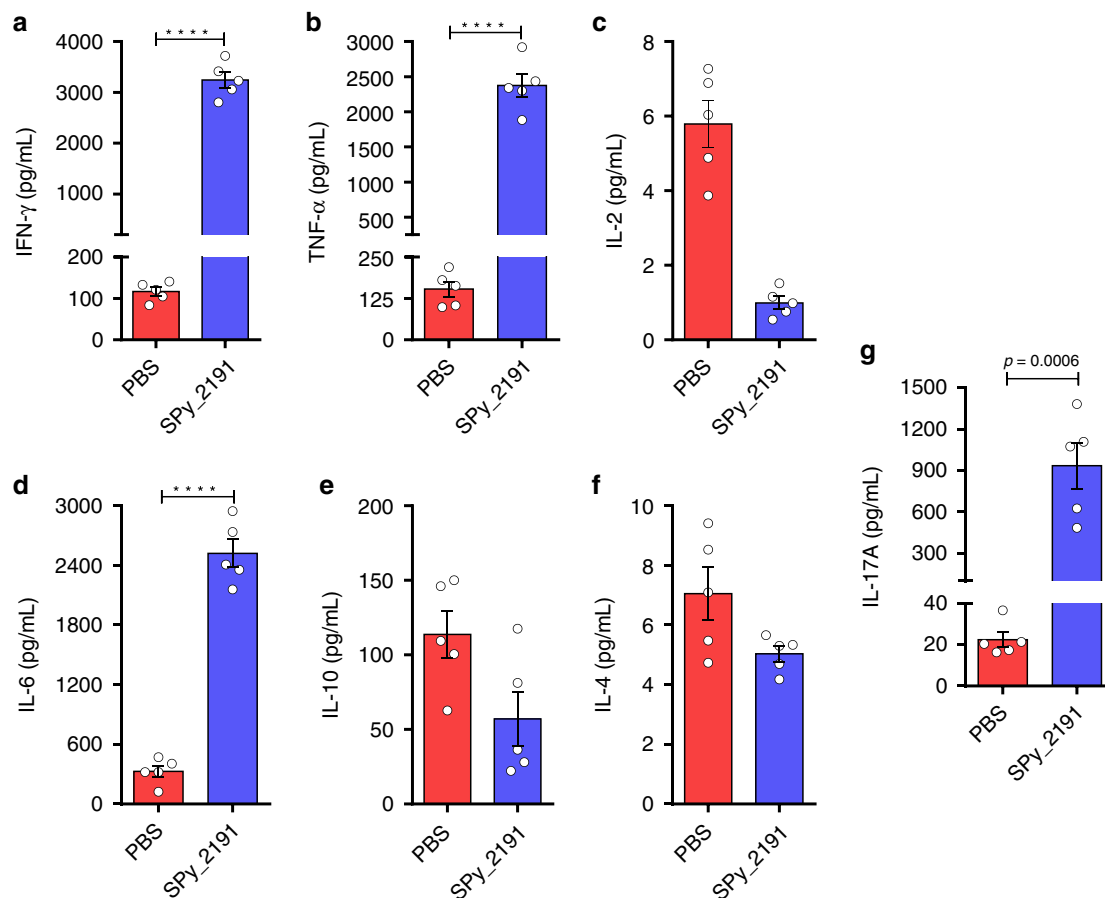 a
* * * *
4000
3000
2000
1000
200
100
0
IFN-γ (pg/mL)
PBS
SPy_2191
b
* * * *
3000
2500
2000
1500
1000
500
250
125
0
TNF-α (pg/mL)
PBS
SPy_2191
c
8
6
4
2
0
IL-2 (pg/mL)
PBS
SPy_2191
d
* * * *
3000
2400
1800
1200
600
0
IL-6 (pg/mL)
PBS
SPy_2191
e
200
150
100
50
0
IL-10 (pg/mL)
PBS
SPy_2191
f
10
8
6
4
2
0
IL-4 (pg/mL)
PBS
SPy_2191
g
p = 0.0006
1500
1200
900
600
300
40
20
0
IL-17A (pg/mL)
PBS
SPy_2191